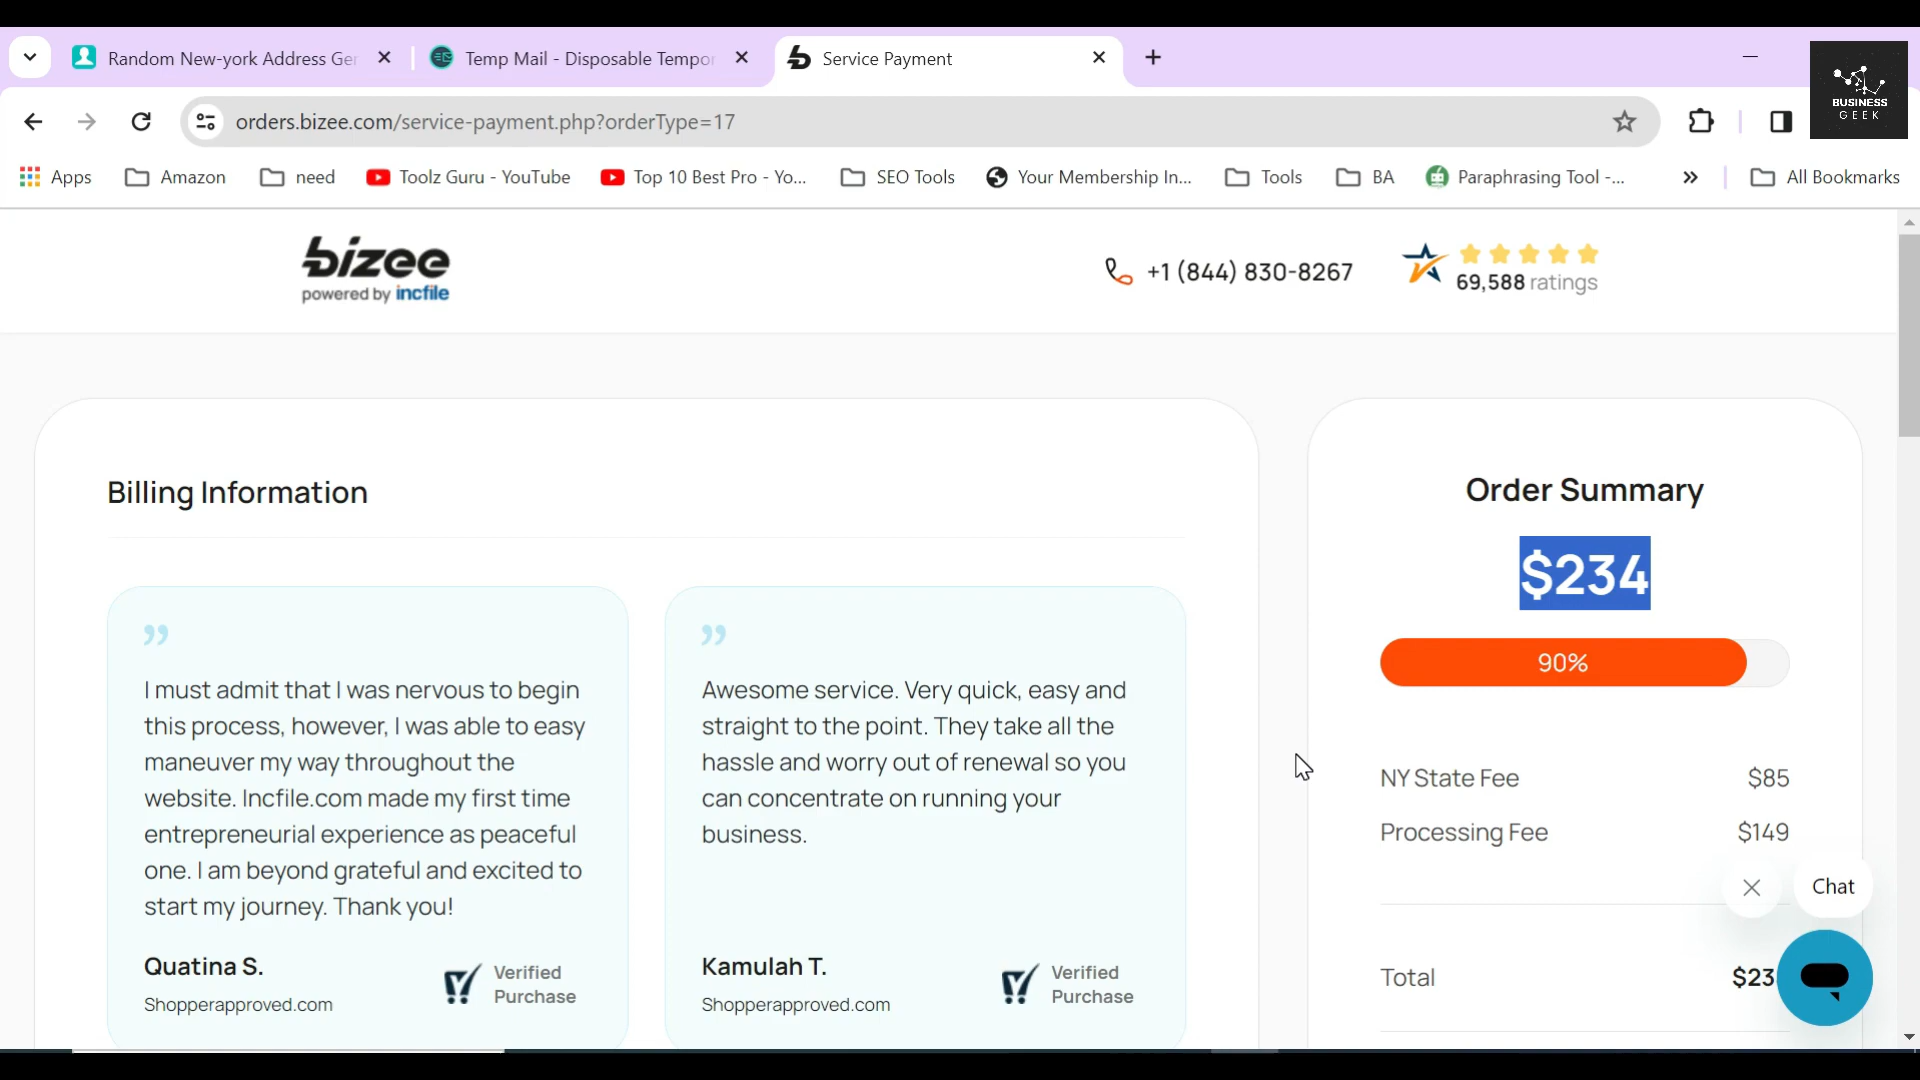 Random New-york Address Ger
Temp Mail - Disposable Tempor
Service Payment
BUSINESS
GEEK
orders.bizee.com/service-payment.php?orderType=17
Apps
Amazon
need
Toolz Guru - YouTube
Top 10 Best Pro - Yo...
SEO Tools
Your Membership In...
Tools
BA
Paraphrasing Tool -...
All Bookmarks
bizee
powered by incfile
+1 (844) 830-8267
69,588 ratings
Billing Information
I must admit that I was nervous to begin
this process, however, I was able to easy
maneuver my way throughout the
website. Incfile.com made my first time
entrepreneurial experience as peaceful
one. I am beyond grateful and excited to
start my journey. Thank you!
Quatina S.
Shopperapproved.com
Verified
Purchase
Awesome service. Very quick, easy and
straight to the point. They take all the
hassle and worry out of renewal so you
can concentrate on running your
business.
Kamulah T.
Shopperapproved.com
Verified
Purchase
Order Summary
$234
90%
NY State Fee $85
Processing Fee $149
Chat
Total $23